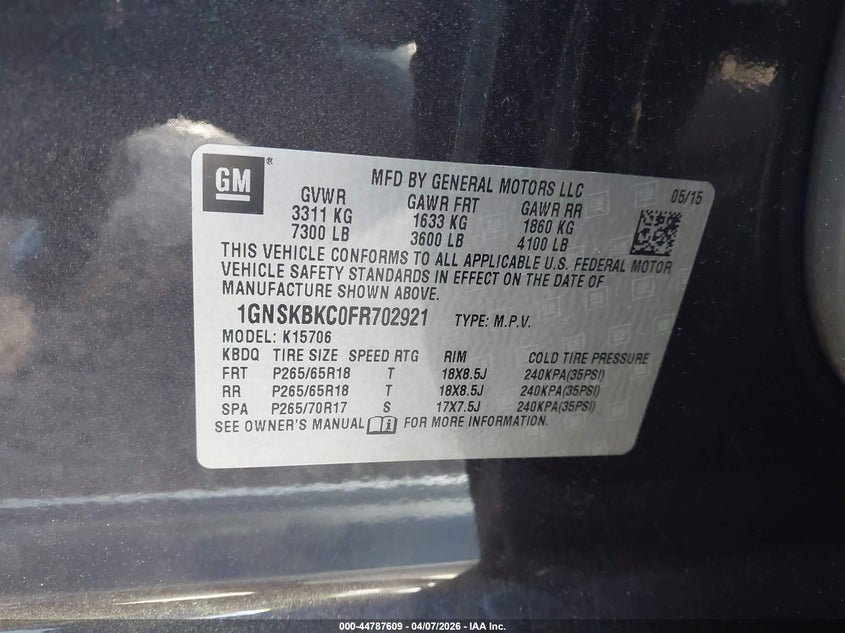 GM
MFD BY GENERAL MOTORS LLC
05/15
GVWR GAWR FRT GAWR RR
3311 KG 1633 KG 1860 KG
7300 LB 3600 LB 4100 LB
THIS VEHICLE CONFORMS TO ALL APPLICABLE U.S. FEDERAL MOTOR
VEHICLE SAFETY STANDARDS IN EFFECT ON THE DATE OF
MANUFACTURE SHOWN ABOVE.
1GNSKBKC0FR702921 TYPE: M.P.V.
MODEL: K15706
KBDQ TIRE SIZE SPEED RTG RIM COLD TIRE PRESSURE
FRT P265/65R18 T 18X8.5J 240KPA(35PSI)
RR P265/65R18 T 18X8.5J 240KPA(35PSI)
SPA P265/70R17 S 17X7.5J 240KPA(35PSI)
SEE OWNER'S MANUAL FOR MORE INFORMATION.
000-44787609 - 04/07/2026 - IAA Inc.